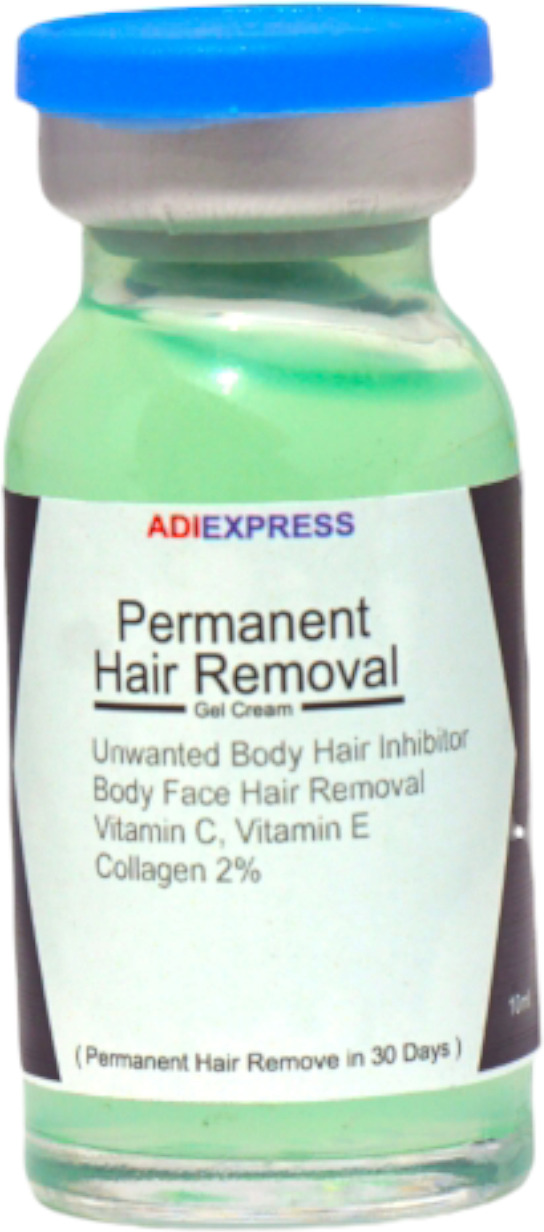 ADIEXPRESS
Permanent
Hair Removal
Gel Cream
Unwanted Body Hair Inhibitor
Body Face Hair Removal
Vitamin C, Vitamin E
Collagen 2%
10ml
( Permanent Hair Remove in 30 Days )